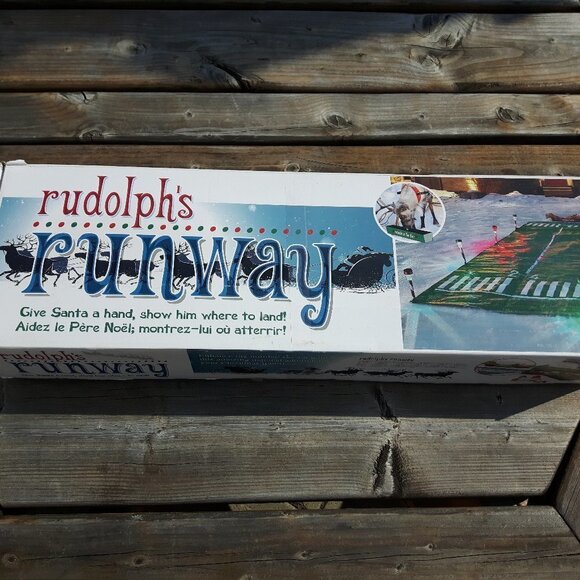 rudolph's
runway
Give Santa a hand, show him where to land!
Aidez le Père Noël; montrez-lui où atterrir!
rudolph's
runway